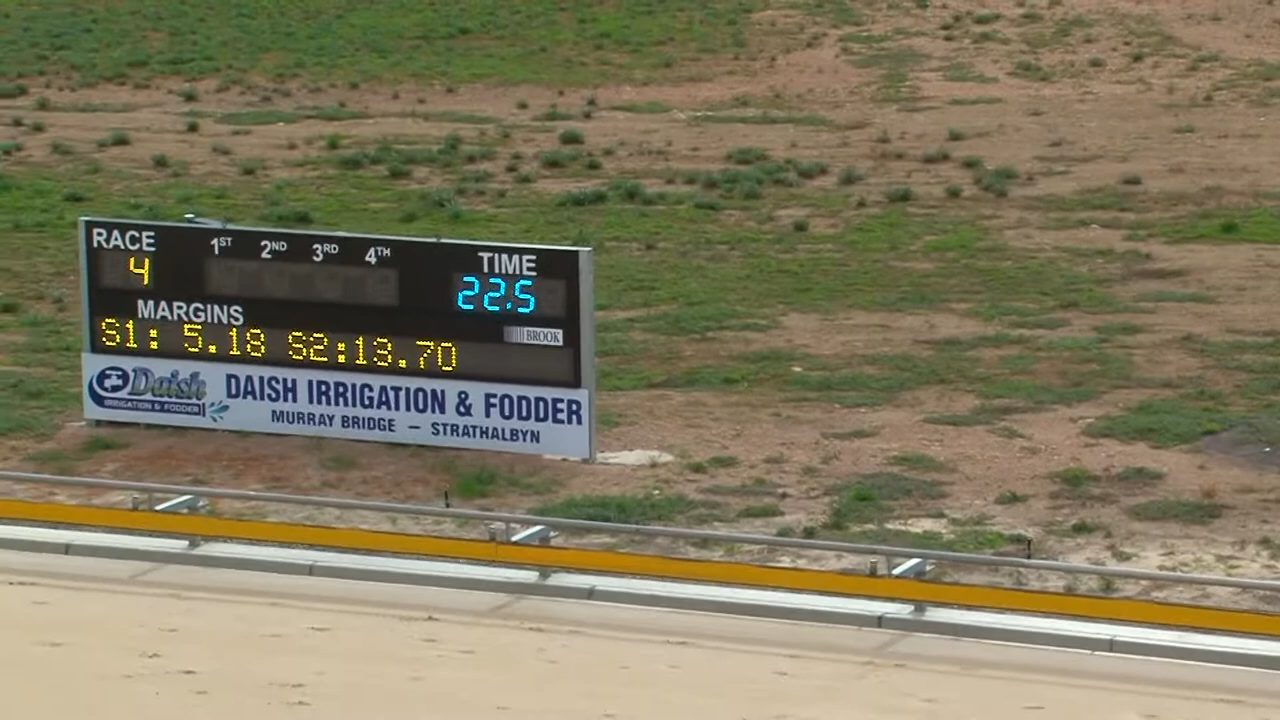 RACE 1ST 2ND 3RD 4TH TIME
4 22.5
MARGINS
BROOK
S1: 5.18 S2:13.70
Daish
IRRIGATION & FODDER
DAISH IRRIGATION & FODDER
MURRAY BRIDGE — STRATHALBYN